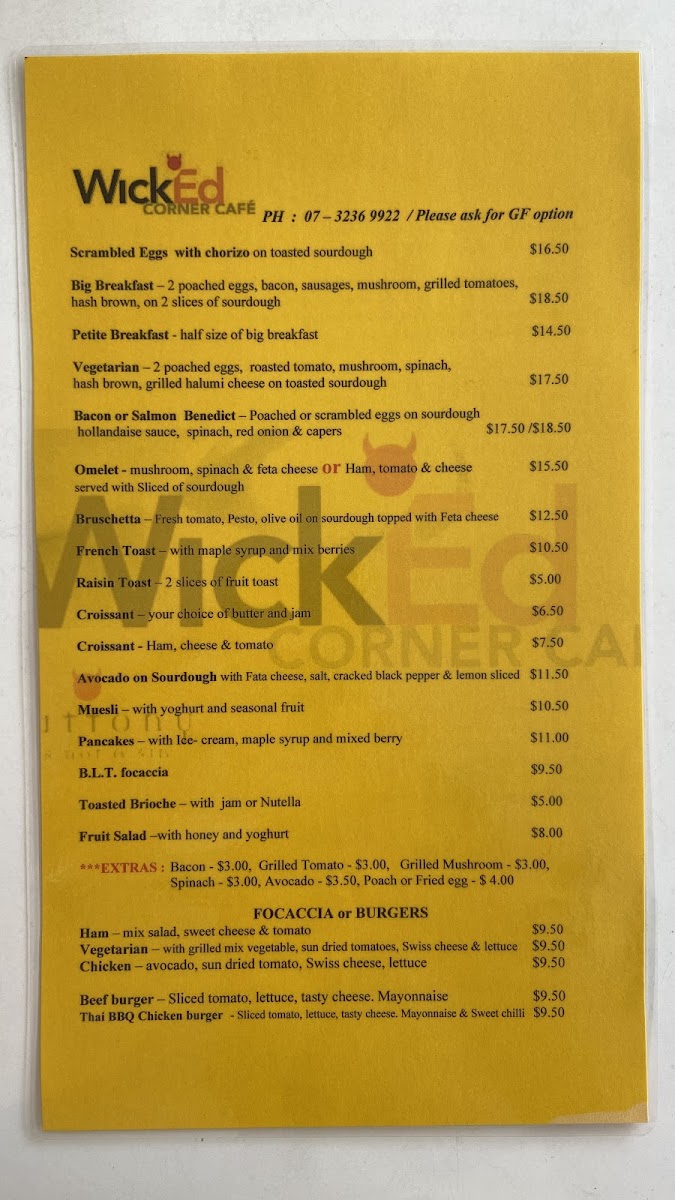 WickEd
CORNER CAFÉ
PH : 07 – 3236 9922 / Please ask for GF option
Scrambled Eggs with chorizo on toasted sourdough $16.50
Big Breakfast – 2 poached eggs, bacon, sausages, mushroom, grilled tomatoes,
hash brown, on 2 slices of sourdough $18.50
Petite Breakfast - half size of big breakfast $14.50
Vegetarian – 2 poached eggs, roasted tomato, mushroom, spinach,
hash brown, grilled halumi cheese on toasted sourdough $17.50
Bacon or Salmon Benedict – Poached or scrambled eggs on sourdough
hollandaise sauce, spinach, red onion & capers $17.50 /$18.50
Omelet - mushroom, spinach & feta cheese or Ham, tomato & cheese $15.50
served with Sliced of sourdough
Bruschetta – Fresh tomato, Pesto, olive oil on sourdough topped with Feta cheese $12.50
French Toast – with maple syrup and mix berries $10.50
Raisin Toast – 2 slices of fruit toast $5.00
Croissant – your choice of butter and jam $6.50
Croissant - Ham, cheese & tomato $7.50
WickEd
CORNER CA
Avocado on Sourdough with Fata cheese, salt, cracked black pepper & lemon sliced $11.50
Muesli – with yoghurt and seasonal fruit $10.50
Pancakes – with Ice- cream, maple syrup and mixed berry $11.00
B.L.T. focaccia $9.50
Toasted Brioche – with jam or Nutella $5.00
Fruit Salad –with honey and yoghurt $8.00
***EXTRAS : Bacon - $3.00, Grilled Tomato - $3.00, Grilled Mushroom - $3.00,
Spinach - $3.00, Avocado - $3.50, Poach or Fried egg - $ 4.00
FOCACCIA or BURGERS
Ham – mix salad, sweet cheese & tomato $9.50
Vegetarian – with grilled mix vegetable, sun dried tomatoes, Swiss cheese & lettuce $9.50
Chicken – avocado, sun dried tomato, Swiss cheese, lettuce $9.50
Beef burger – Sliced tomato, lettuce, tasty cheese. Mayonnaise $9.50
Thai BBQ Chicken burger - Sliced tomato, lettuce, tasty cheese. Mayonnaise & Sweet chilli $9.50